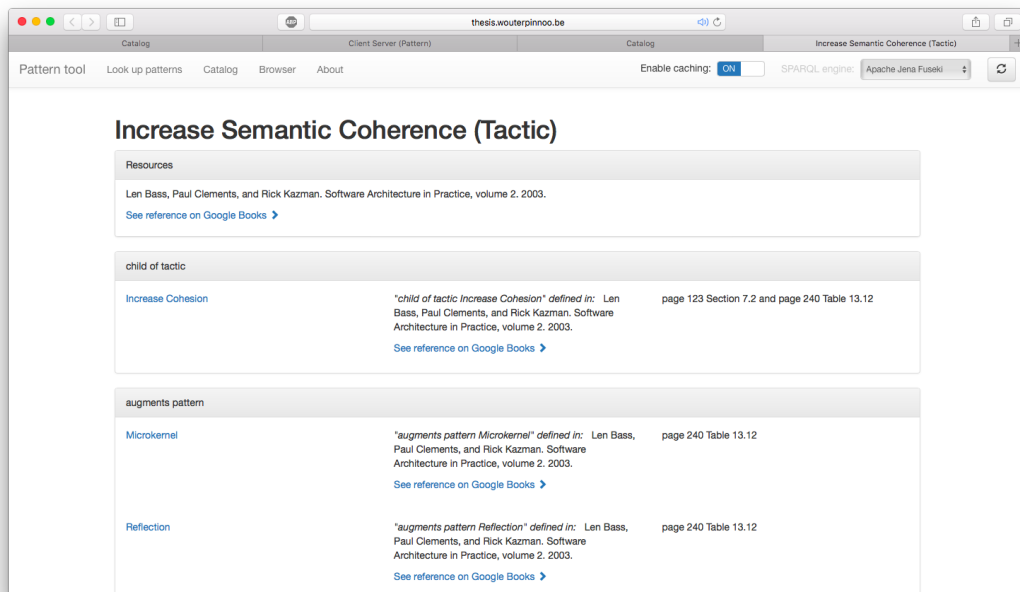 ABP
thesis.wouterpinnoo.be
Catalog
Client Server (Pattern)
Catalog
Increase Semantic Coherence (Tactic)
Pattern tool
Look up patterns
Catalog
Browser
About
Enable caching: ON
SPARQL engine: Apache Jena Fuseki
Increase Semantic Coherence (Tactic)
Resources
Len Bass, Paul Clements, and Rick Kazman. Software Architecture in Practice, volume 2. 2003.
See reference on Google Books
child of tactic
Increase Cohesion
"child of tactic Increase Cohesion" defined in: Len
Bass, Paul Clements, and Rick Kazman. Software
Architecture in Practice, volume 2. 2003.
See reference on Google Books
page 123 Section 7.2 and page 240 Table 13.12
augments pattern
Microkernel
"augments pattern Microkernel" defined in: Len Bass,
Paul Clements, and Rick Kazman. Software
Architecture in Practice, volume 2. 2003.
See reference on Google Books
page 240 Table 13.12
Reflection
"augments pattern Reflection" defined in: Len Bass,
Paul Clements, and Rick Kazman. Software
Architecture in Practice, volume 2. 2003.
See reference on Google Books
page 240 Table 13.12